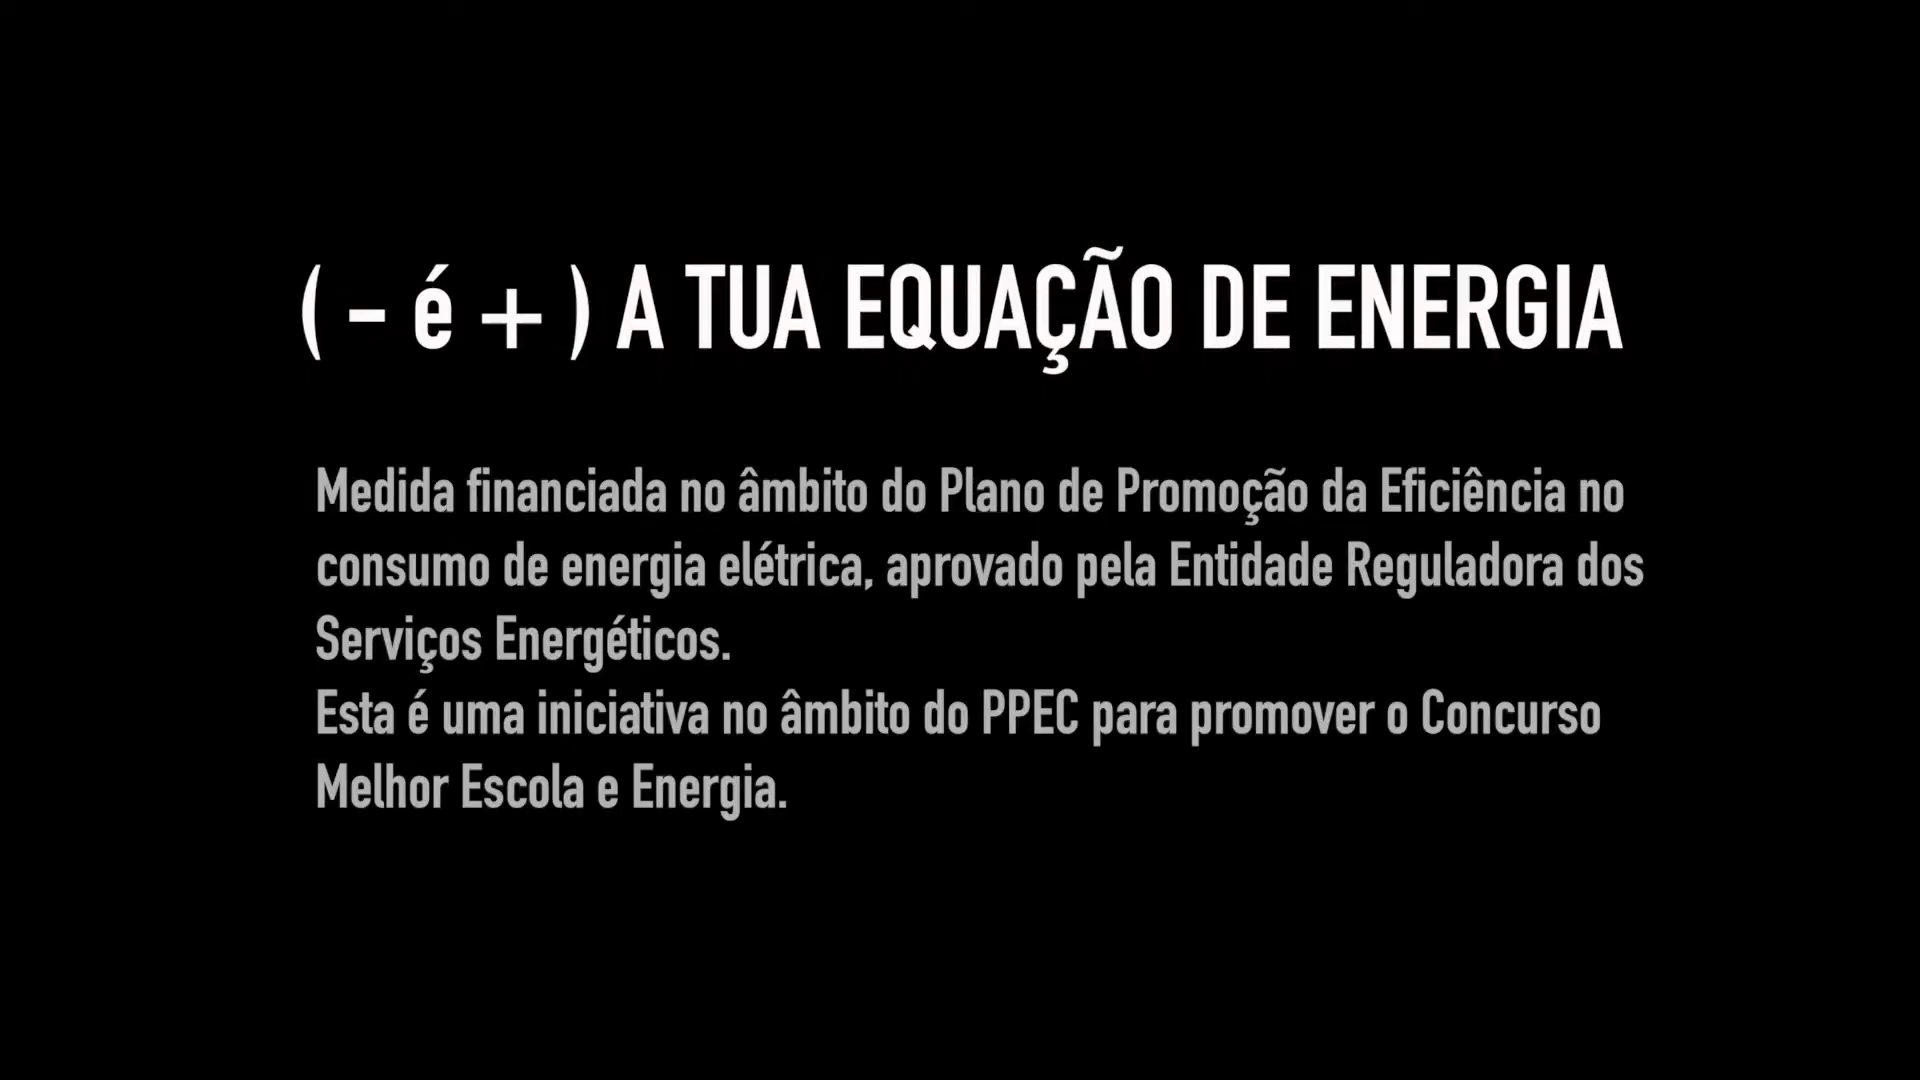 ( - é + ) A TUA EQUAÇÃO DE ENERGIA
Medida financiada no âmbito do Plano de Promoção da Eficiência no
consumo de energia elétrica, aprovado pela Entidade Reguladora dos
Serviços Energéticos.
Esta é uma iniciativa no âmbito do PPEC para promover o Concurso
Melhor Escola e Energia.